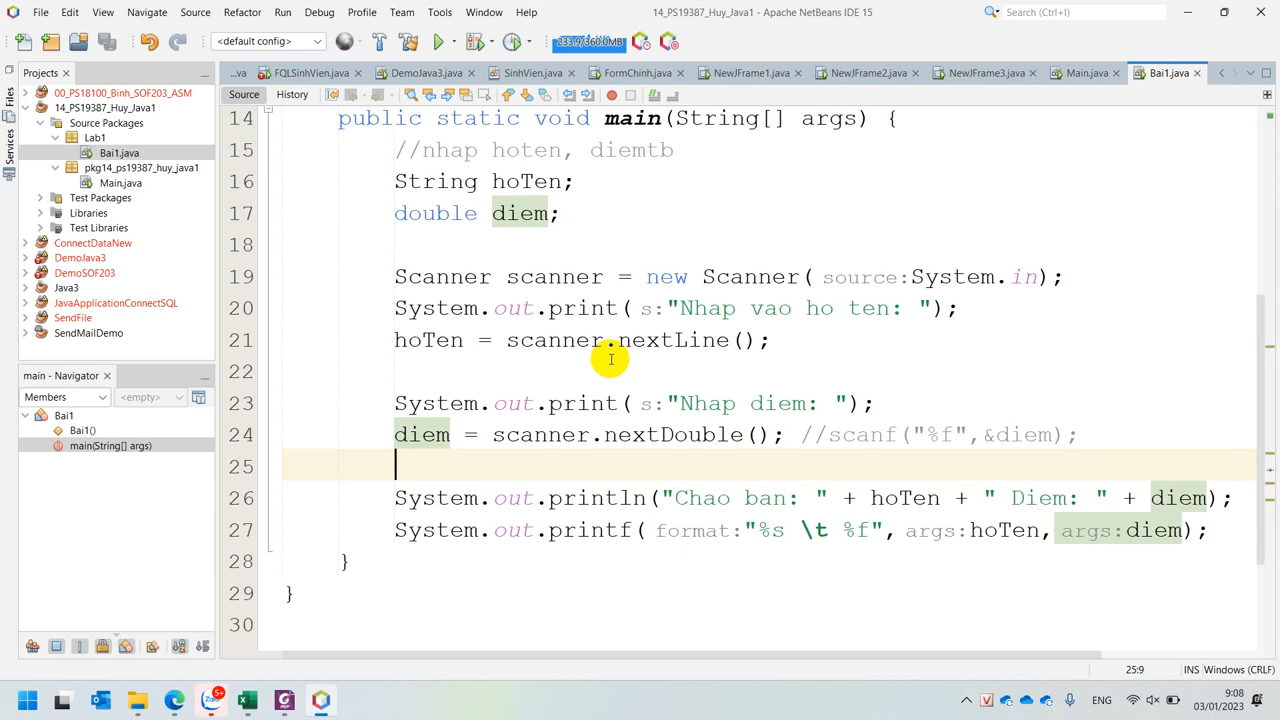 File Edit View Navigate Source Refactor Run Debug Profile Team Tools Window Help
14_PS19387_Huy_Java1 - Apache NetBeans IDE 15
Search (Ctrl+I)
<default config>
233.9/360.0MB
Projects
...va FQLSinhVien.java DemoJava3.java SinhVien.java FormChinh.java NewJFrame1.java NewJFrame2.java NewJFrame3.java Main.java Bai1.java
Files
Services
00_PS18100_Binh_SOF203_ASM
14_PS19387_Huy_Java1
Source Packages
Lab1
Bai1.java
pkg14_ps19387_huy_java1
Main.java
Test Packages
Libraries
Test Libraries
ConnectDataNew
DemoJava3
DemoSOF203
Java3
JavaApplicationConnectSQL
SendFile
SendMailDemo
main - Navigator
Members <empty>
Bai1
Bai1()
main(String[] args)
Source History
14 public static void main(String[] args) {
15 //nhap hoten, diemtb
16 String hoTen;
17 double diem;
18
19 Scanner scanner = new Scanner( source:System.in);
20 System.out.print( s:"Nhap vao ho ten: ");
21 hoTen = scanner.nextLine();
22
23 System.out.print( s:"Nhap diem: ");
24 diem = scanner.nextDouble(); //scanf("%f",&diem);
25
26 System.out.println("Chao ban: " + hoTen + " Diem: " + diem);
27 System.out.printf( format:"%s \t %f", args:hoTen, args:diem);
28 }
29 }
30
25:9 INS Windows (CRLF)
Zalo 5+
ENG
9:08
03/01/2023